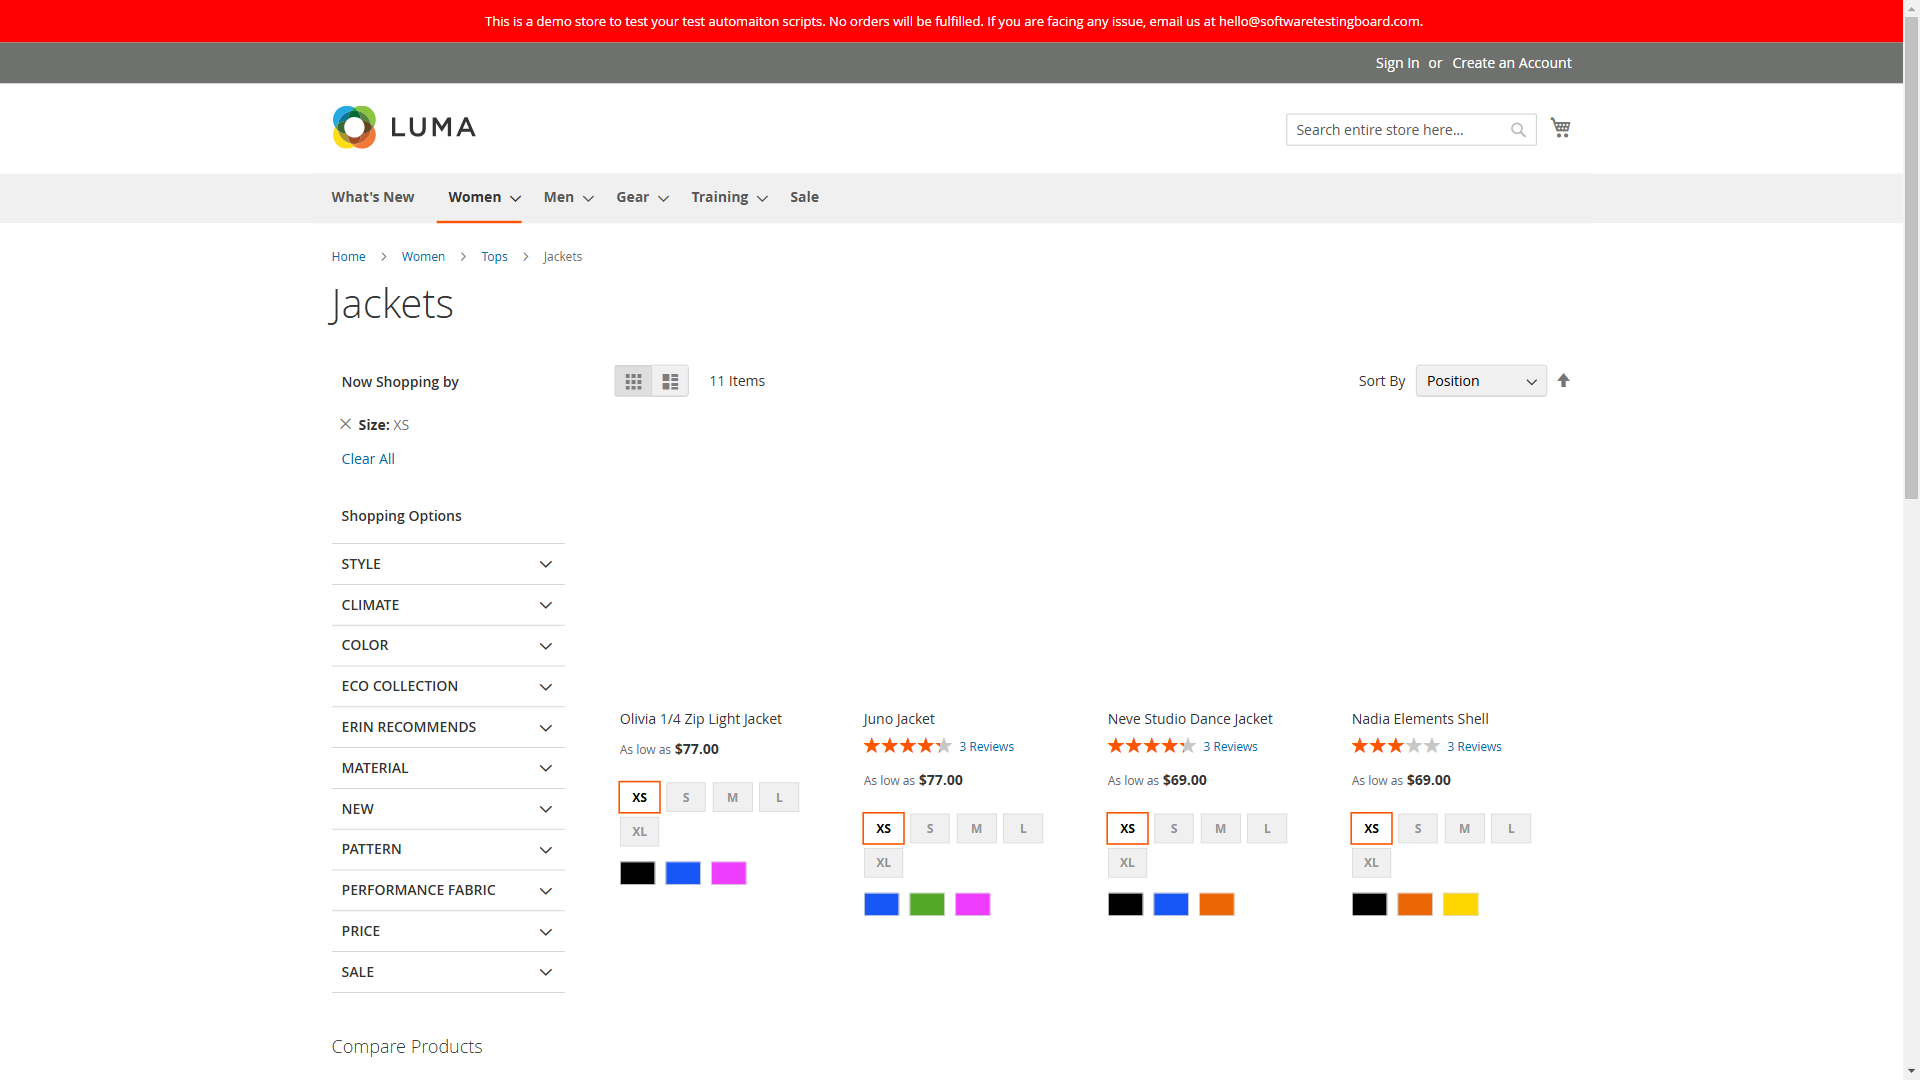 This is a demo store to test your test automaiton scripts. No orders will be fulfilled. If you are facing any issue, email us at hello@softwaretestingboard.com.
Sign In or Create an Account
LUMA
Search entire store here...
What's New Women Men Gear Training Sale
Home Women Tops Jackets
Jackets
Now Shopping by
Size: XS
Clear All
Shopping Options
STYLE
CLIMATE
COLOR
ECO COLLECTION
ERIN RECOMMENDS
MATERIAL
NEW
PATTERN
PERFORMANCE FABRIC
PRICE
SALE
Compare Products
11 Items
Sort By Position
Olivia 1/4 Zip Light Jacket
As low as $77.00
XS S M L
XL
Juno Jacket
3 Reviews
As low as $77.00
XS S M L
XL
Neve Studio Dance Jacket
3 Reviews
As low as $69.00
XS S M L
XL
Nadia Elements Shell
3 Reviews
As low as $69.00
XS S M L
XL